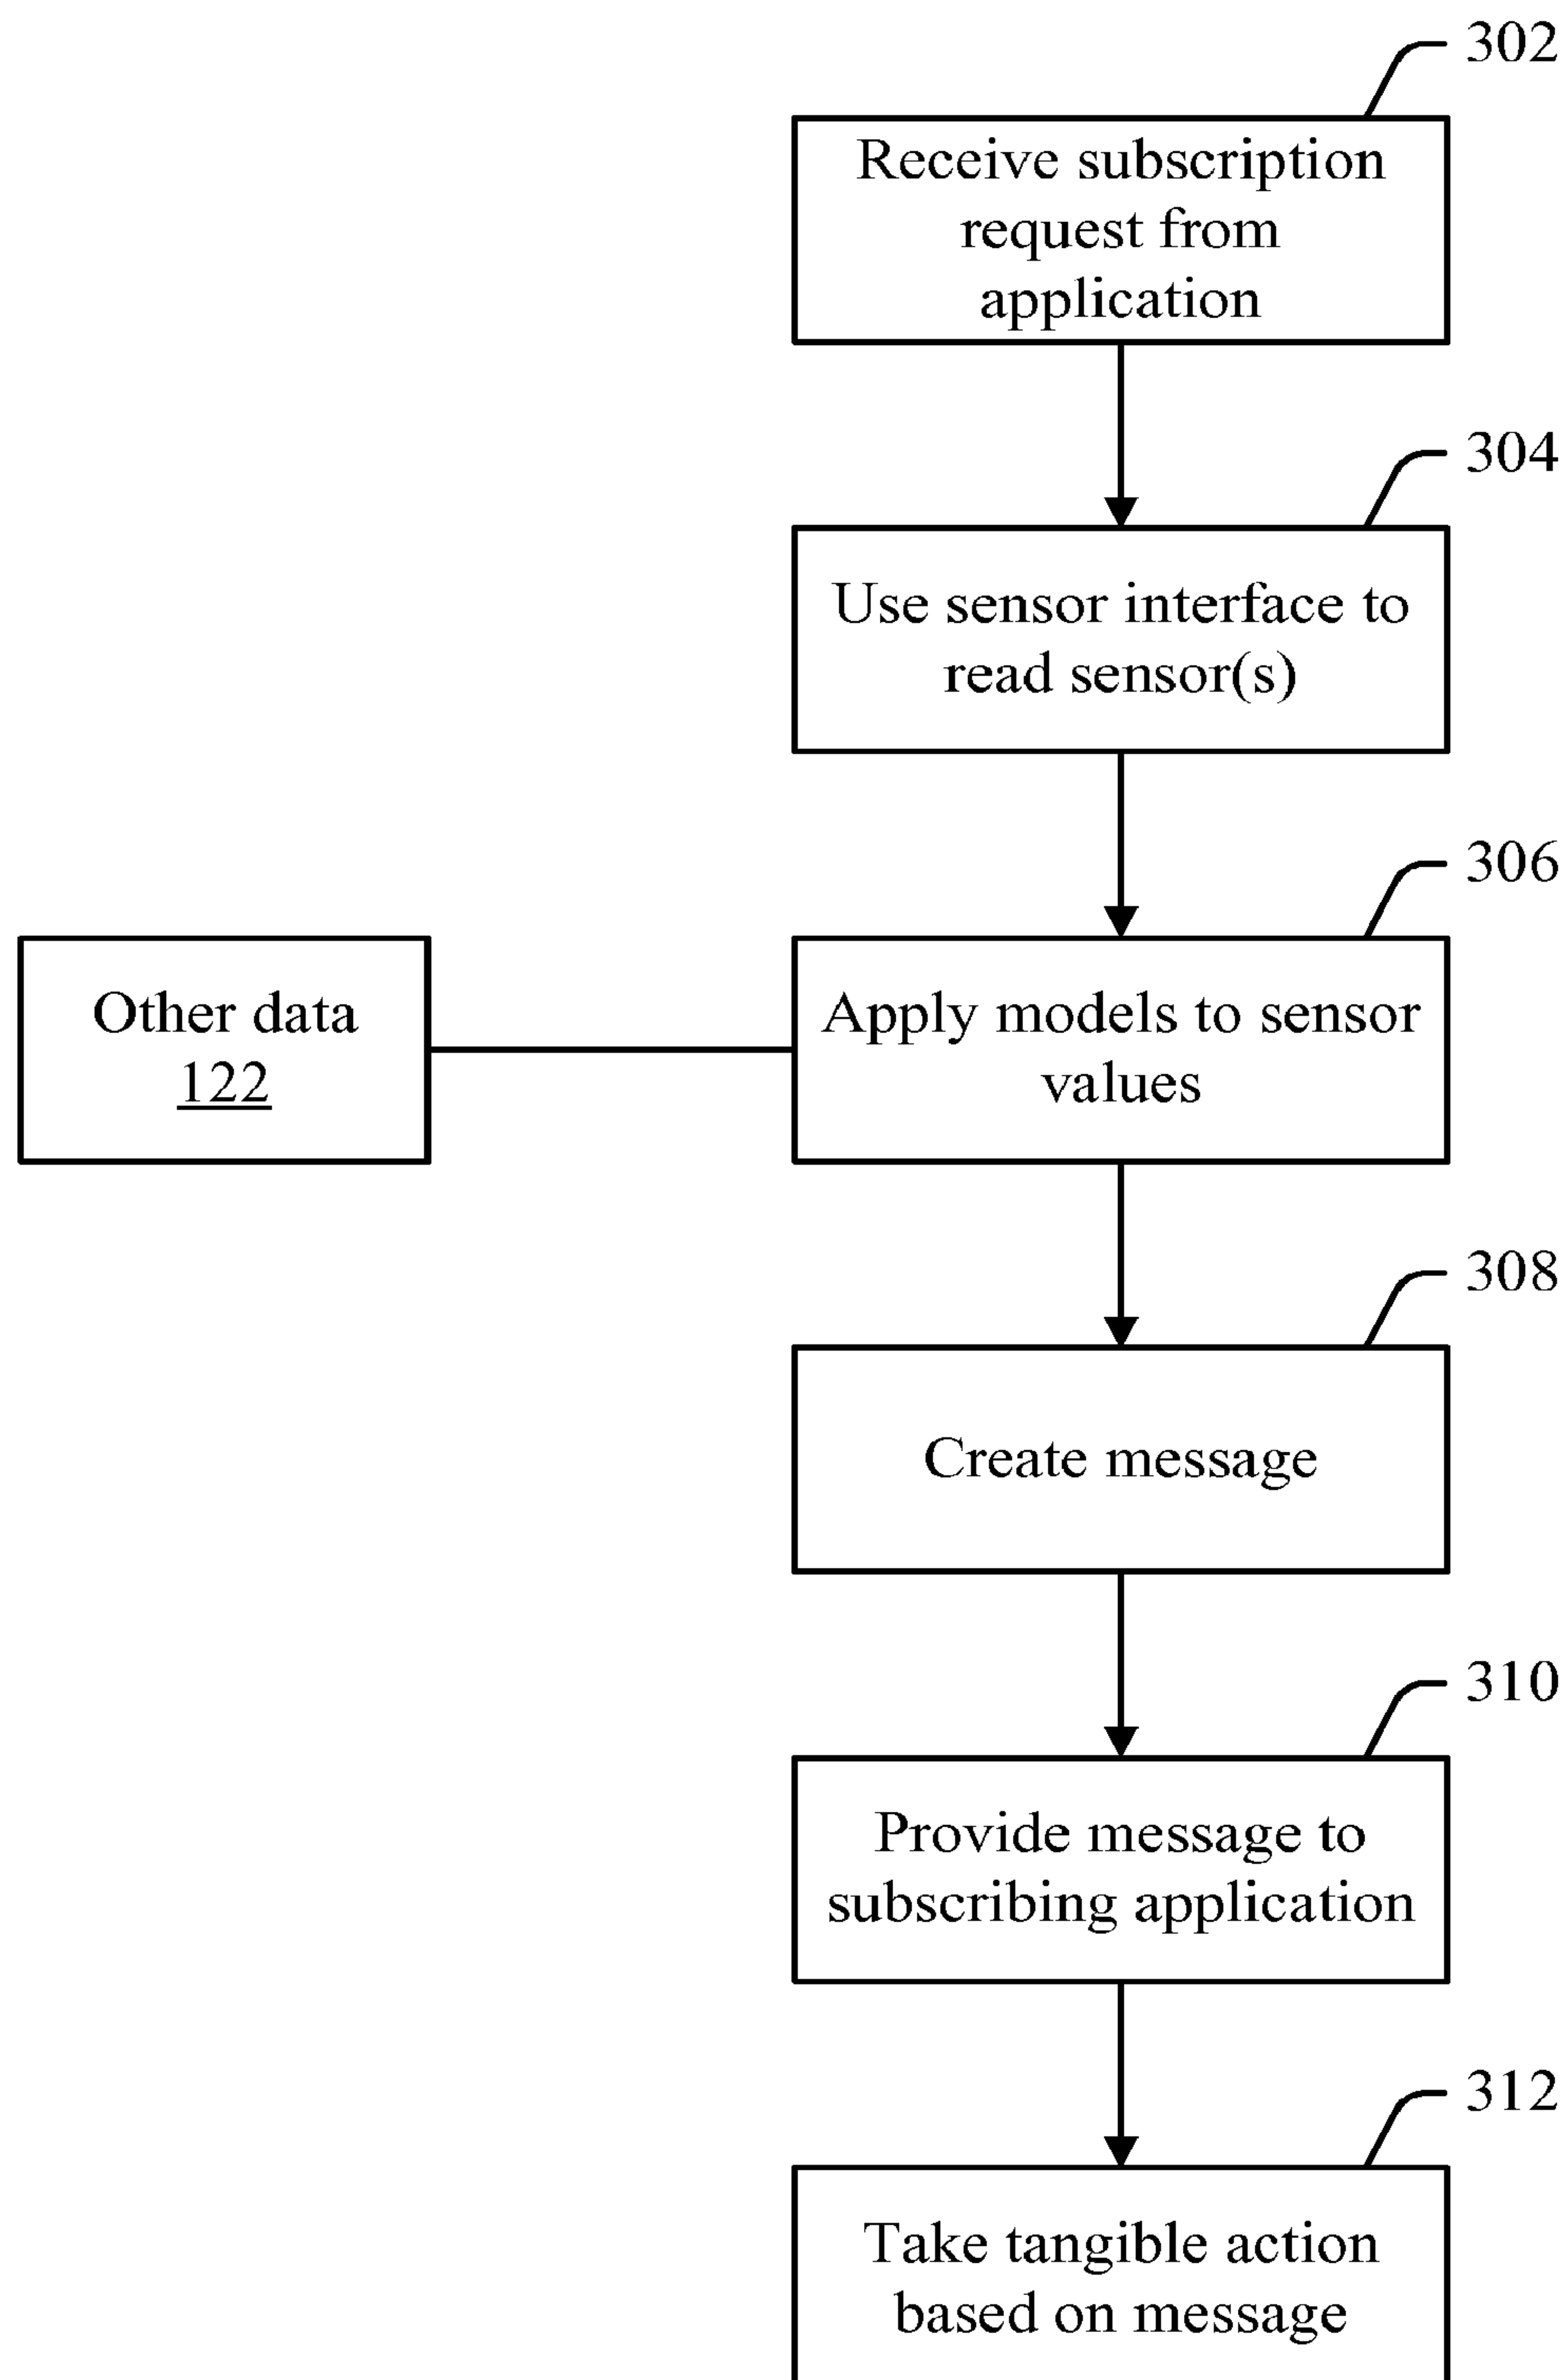 302
Receive subscription
request from
application
304
Use sensor interface to
read sensor(s)
306
Other data
122
Apply models to sensor
values
308
Create message
310
Provide message to
subscribing application
312
Take tangible action
based on message